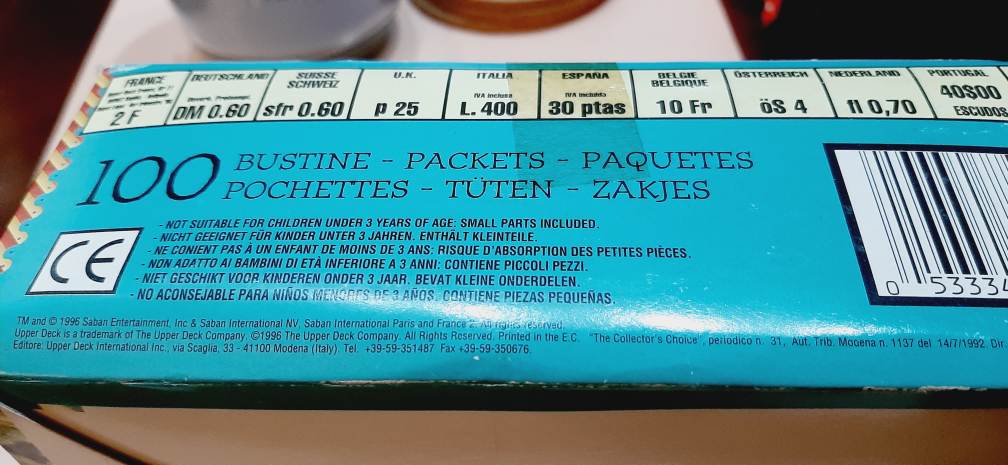 FRANCE
2 F
DEUTSCHLAND
DM 0.60
SUISSE
SCHWEIZ
sfr 0.60
U.K.
p 25
ITALIA
IVA inclusa
L. 400
ESPAÑA
IVA incluido
30 ptas
BELGIE
BELGIQUE
10 Fr
ÖSTERREICH
öS 4
NEDERLAND
fl 0,70
PORTUGAL
40S00
ESCUDOS
100 BUSTINE - PACKETS - PAQUETES
POCHETTES - TÜTEN - ZAKJES
- NOT SUITABLE FOR CHILDREN UNDER 3 YEARS OF AGE: SMALL PARTS INCLUDED.
- NICHT GEEIGNET FÜR KINDER UNTER 3 JAHREN. ENTHÄLT KLEINTEILE.
- NE CONIENT PAS À UN ENFANT DE MOINS DE 3 ANS: RISQUE D'ABSORPTION DES PETITES PIÈCES.
- NON ADATTO AI BAMBINI DI ETÀ INFERIORE A 3 ANNI: CONTIENE PICCOLI PEZZI.
- NIET GESCHIKT VOOR KINDEREN ONDER 3 JAAR. BEVAT KLEINE ONDERDELEN.
- NO ACONSEJABLE PARA NIÑOS MENORES DE 3 AÑOS. CONTIENE PIEZAS PEQUEÑAS.
CE
0 53334
TM and © 1996 Saban Entertainment, Inc & Saban International NV, Saban International Paris and France 2. All rights reserved.
Upper Deck is a trademark of The Upper Deck Company. ©1996 The Upper Deck Company. All Rights Reserved. Printed in the E.C. "The Collector's Choice", periodico n. 31, Aut. Trib. Modena n. 1137 del 14/7/1992. Dir.
Editore: Upper Deck International Inc., via Scaglia, 33 - 41100 Modena (Italy). Tel. +39-59-351487 Fax +39-59-350676.